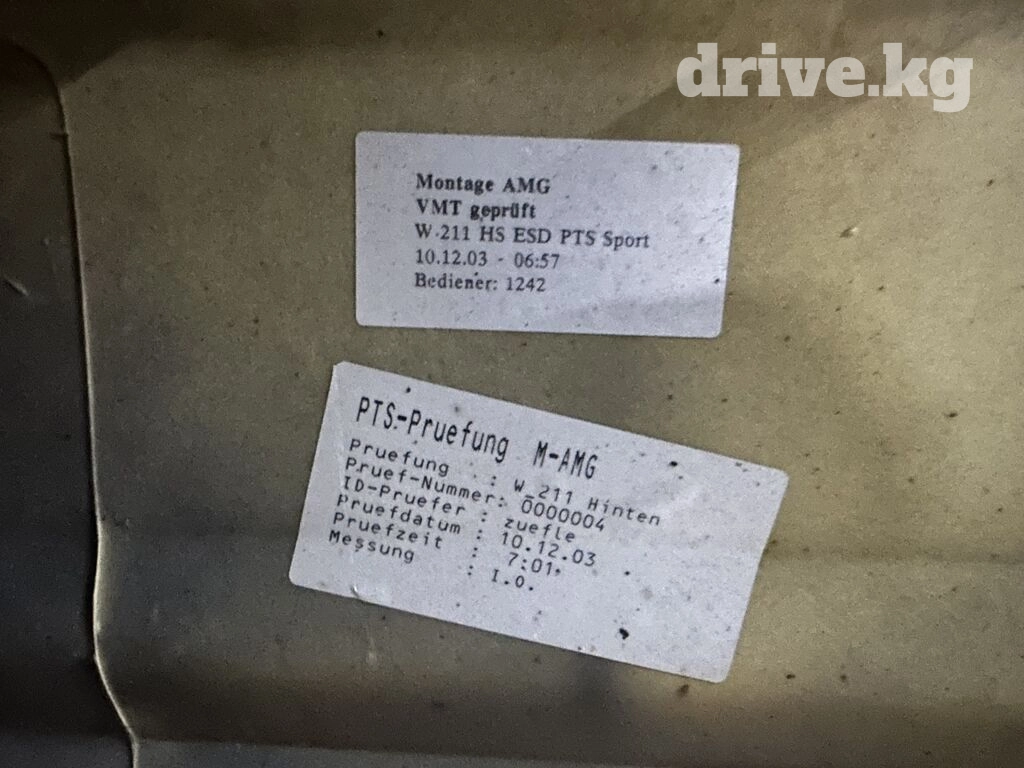 drive.kg
Montage AMG
VMT geprüft
W.211 HS ESD PTS Sport
10.12.03 - 06:57
Bediener: 1242
PTS-Pruefung M-AMG
Pruefung : W_211 Hinten
Pruef-Nummer: 0000004
ID-Pruefer : zuefle
Pruefdatum : 10.12.03
Pruefzeit : 7:01
Messung : I.O.